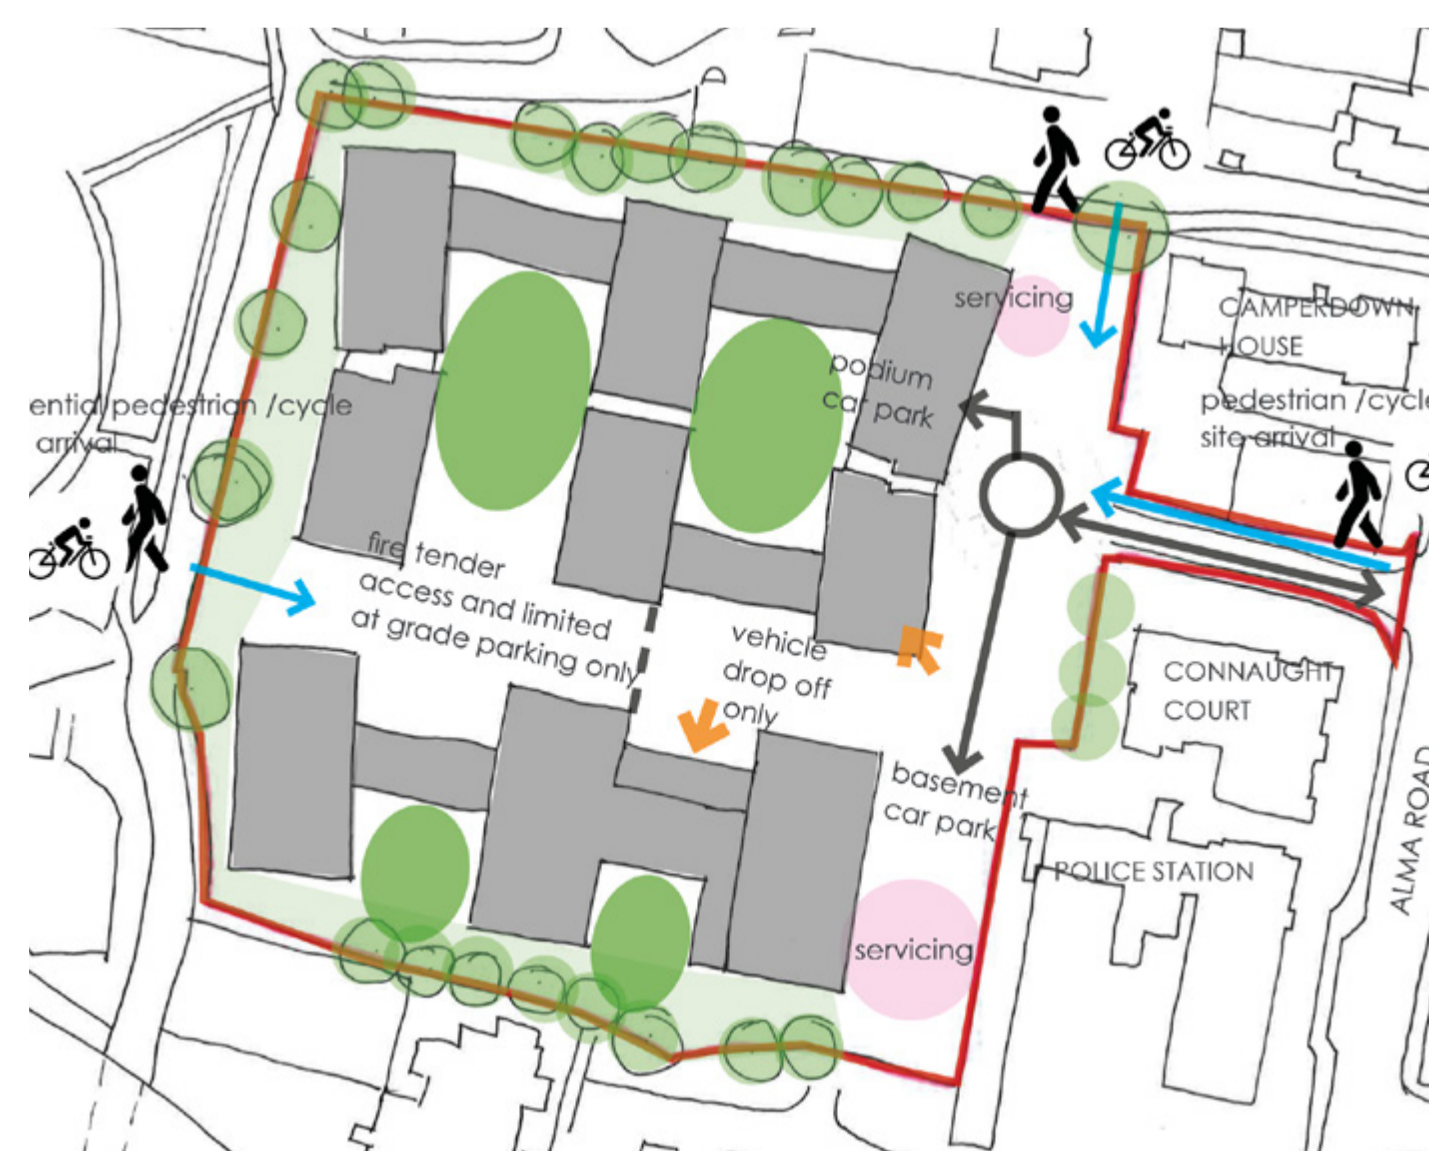 servicing
CAMPERDOWN
HOUSE
podium
car park
pedestrian /cycle
site arrival
ential pedestrian /cycle
arrival
fire tender
access and limited
at grade parking only
vehicle
drop off
only
CONNAUGHT
COURT
basement
car park
POLICE STATION
ALMA ROAD
servicing